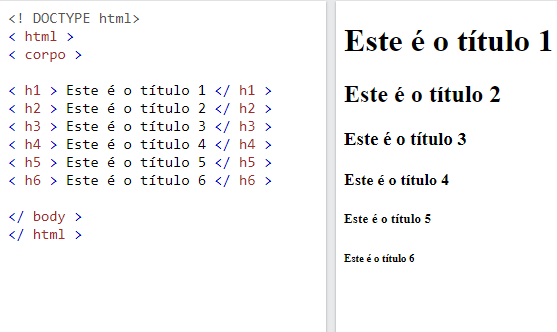 <! DOCTYPE html>
< html >
< corpo >
< h1 > Este é o título 1 </ h1 >
< h2 > Este é o título 2 </ h2 >
< h3 > Este é o título 3 </ h3 >
< h4 > Este é o título 4 </ h4 >
< h5 > Este é o título 5 </ h5 >
< h6 > Este é o título 6 </ h6 >
</ body >
</ html >
Este é o título 1
Este é o título 2
Este é o título 3
Este é o título 4
Este é o título 5
Este é o título 6